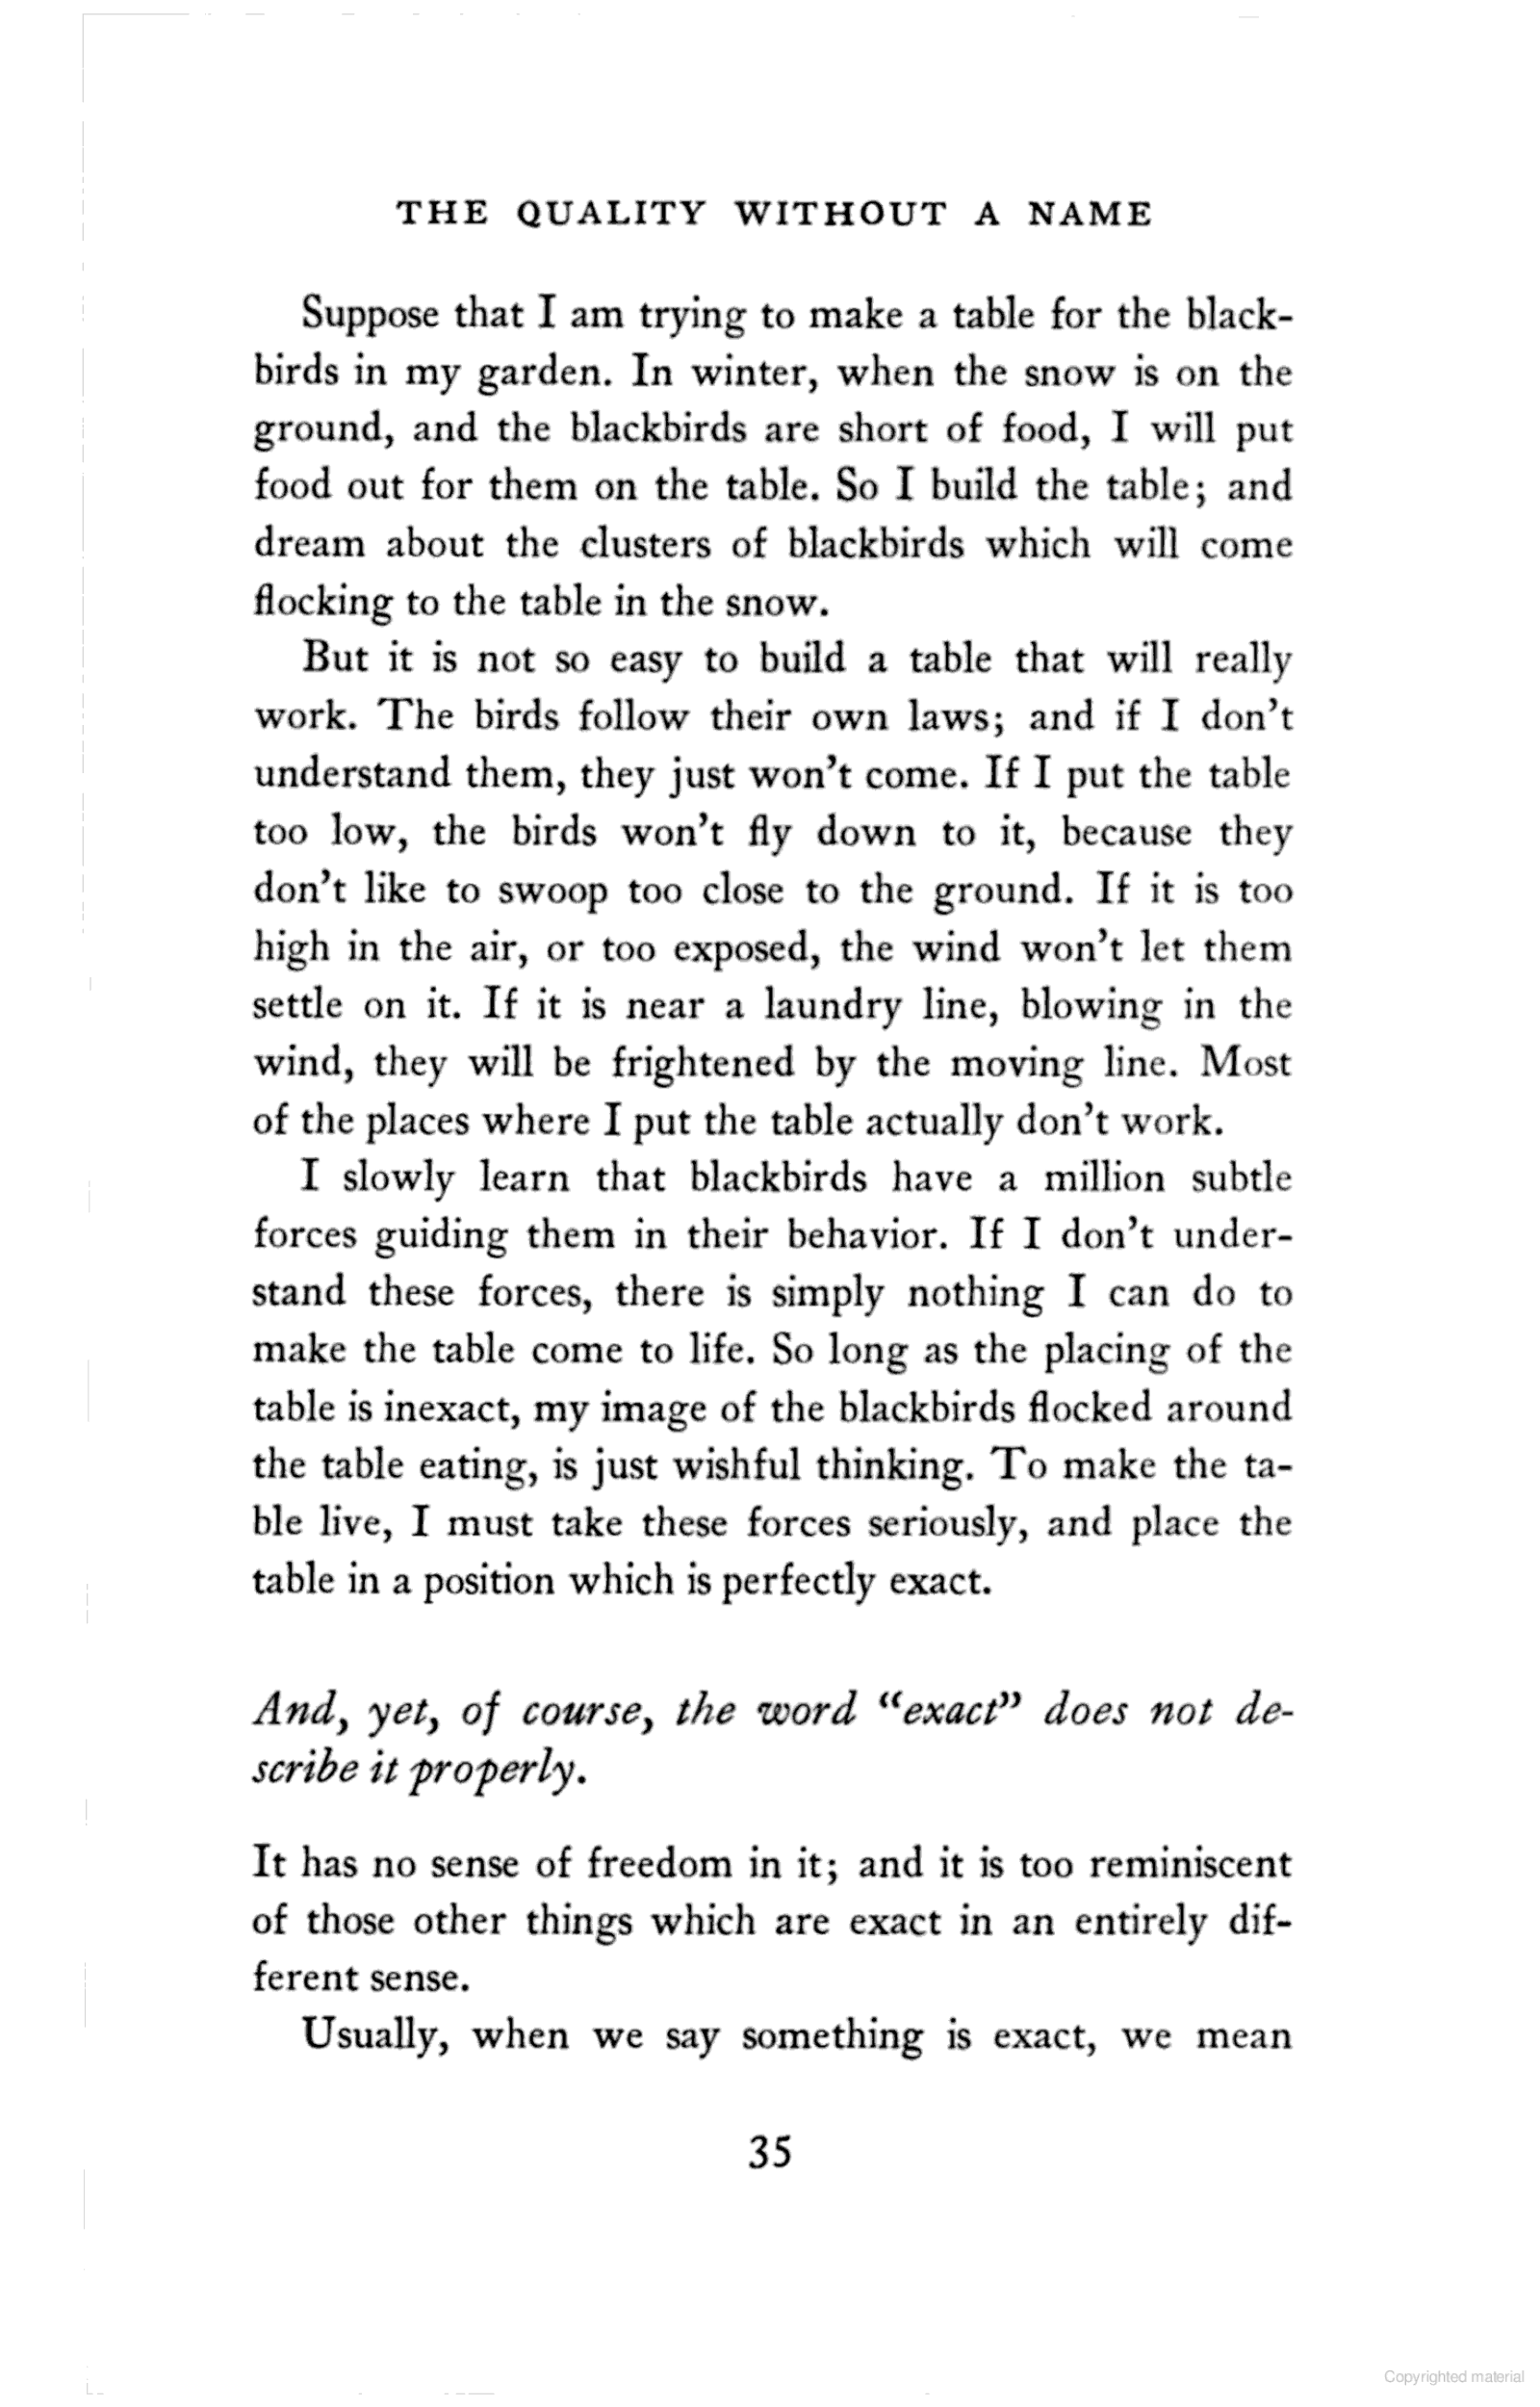 THE QUALITY WITHOUT A NAME
Suppose that I am trying to make a table for the black-
birds in my garden. In winter, when the snow is on the
ground, and the blackbirds are short of food, I will put
food out for them on the table. So I build the table; and
dream about the clusters of blackbirds which will come
flocking to the table in the snow.
But it is not so easy to build a table that will really
work. The birds follow their own laws; and if I don't
understand them, they just won't come. If I put the table
too low, the birds won't fly down to it, because they
don't like to swoop too close to the ground. If it is too
high in the air, or too exposed, the wind won't let them
settle on it. If it is near a laundry line, blowing in the
wind, they will be frightened by the moving line. Most
of the places where I put the table actually don't work.
I slowly learn that blackbirds have a million subtle
forces guiding them in their behavior. If I don't under-
stand these forces, there is simply nothing I can do to
make the table come to life. So long as the placing of the
table is inexact, my image of the blackbirds flocked around
the table eating, is just wishful thinking. To make the ta-
ble live, I must take these forces seriously, and place the
table in a position which is perfectly exact.
And, yet, of course, the word "exact" does not de-
scribe it properly.
It has no sense of freedom in it; and it is too reminiscent
of those other things which are exact in an entirely dif-
ferent sense.
Usually, when we say something is exact, we mean
35
Copyrighted material